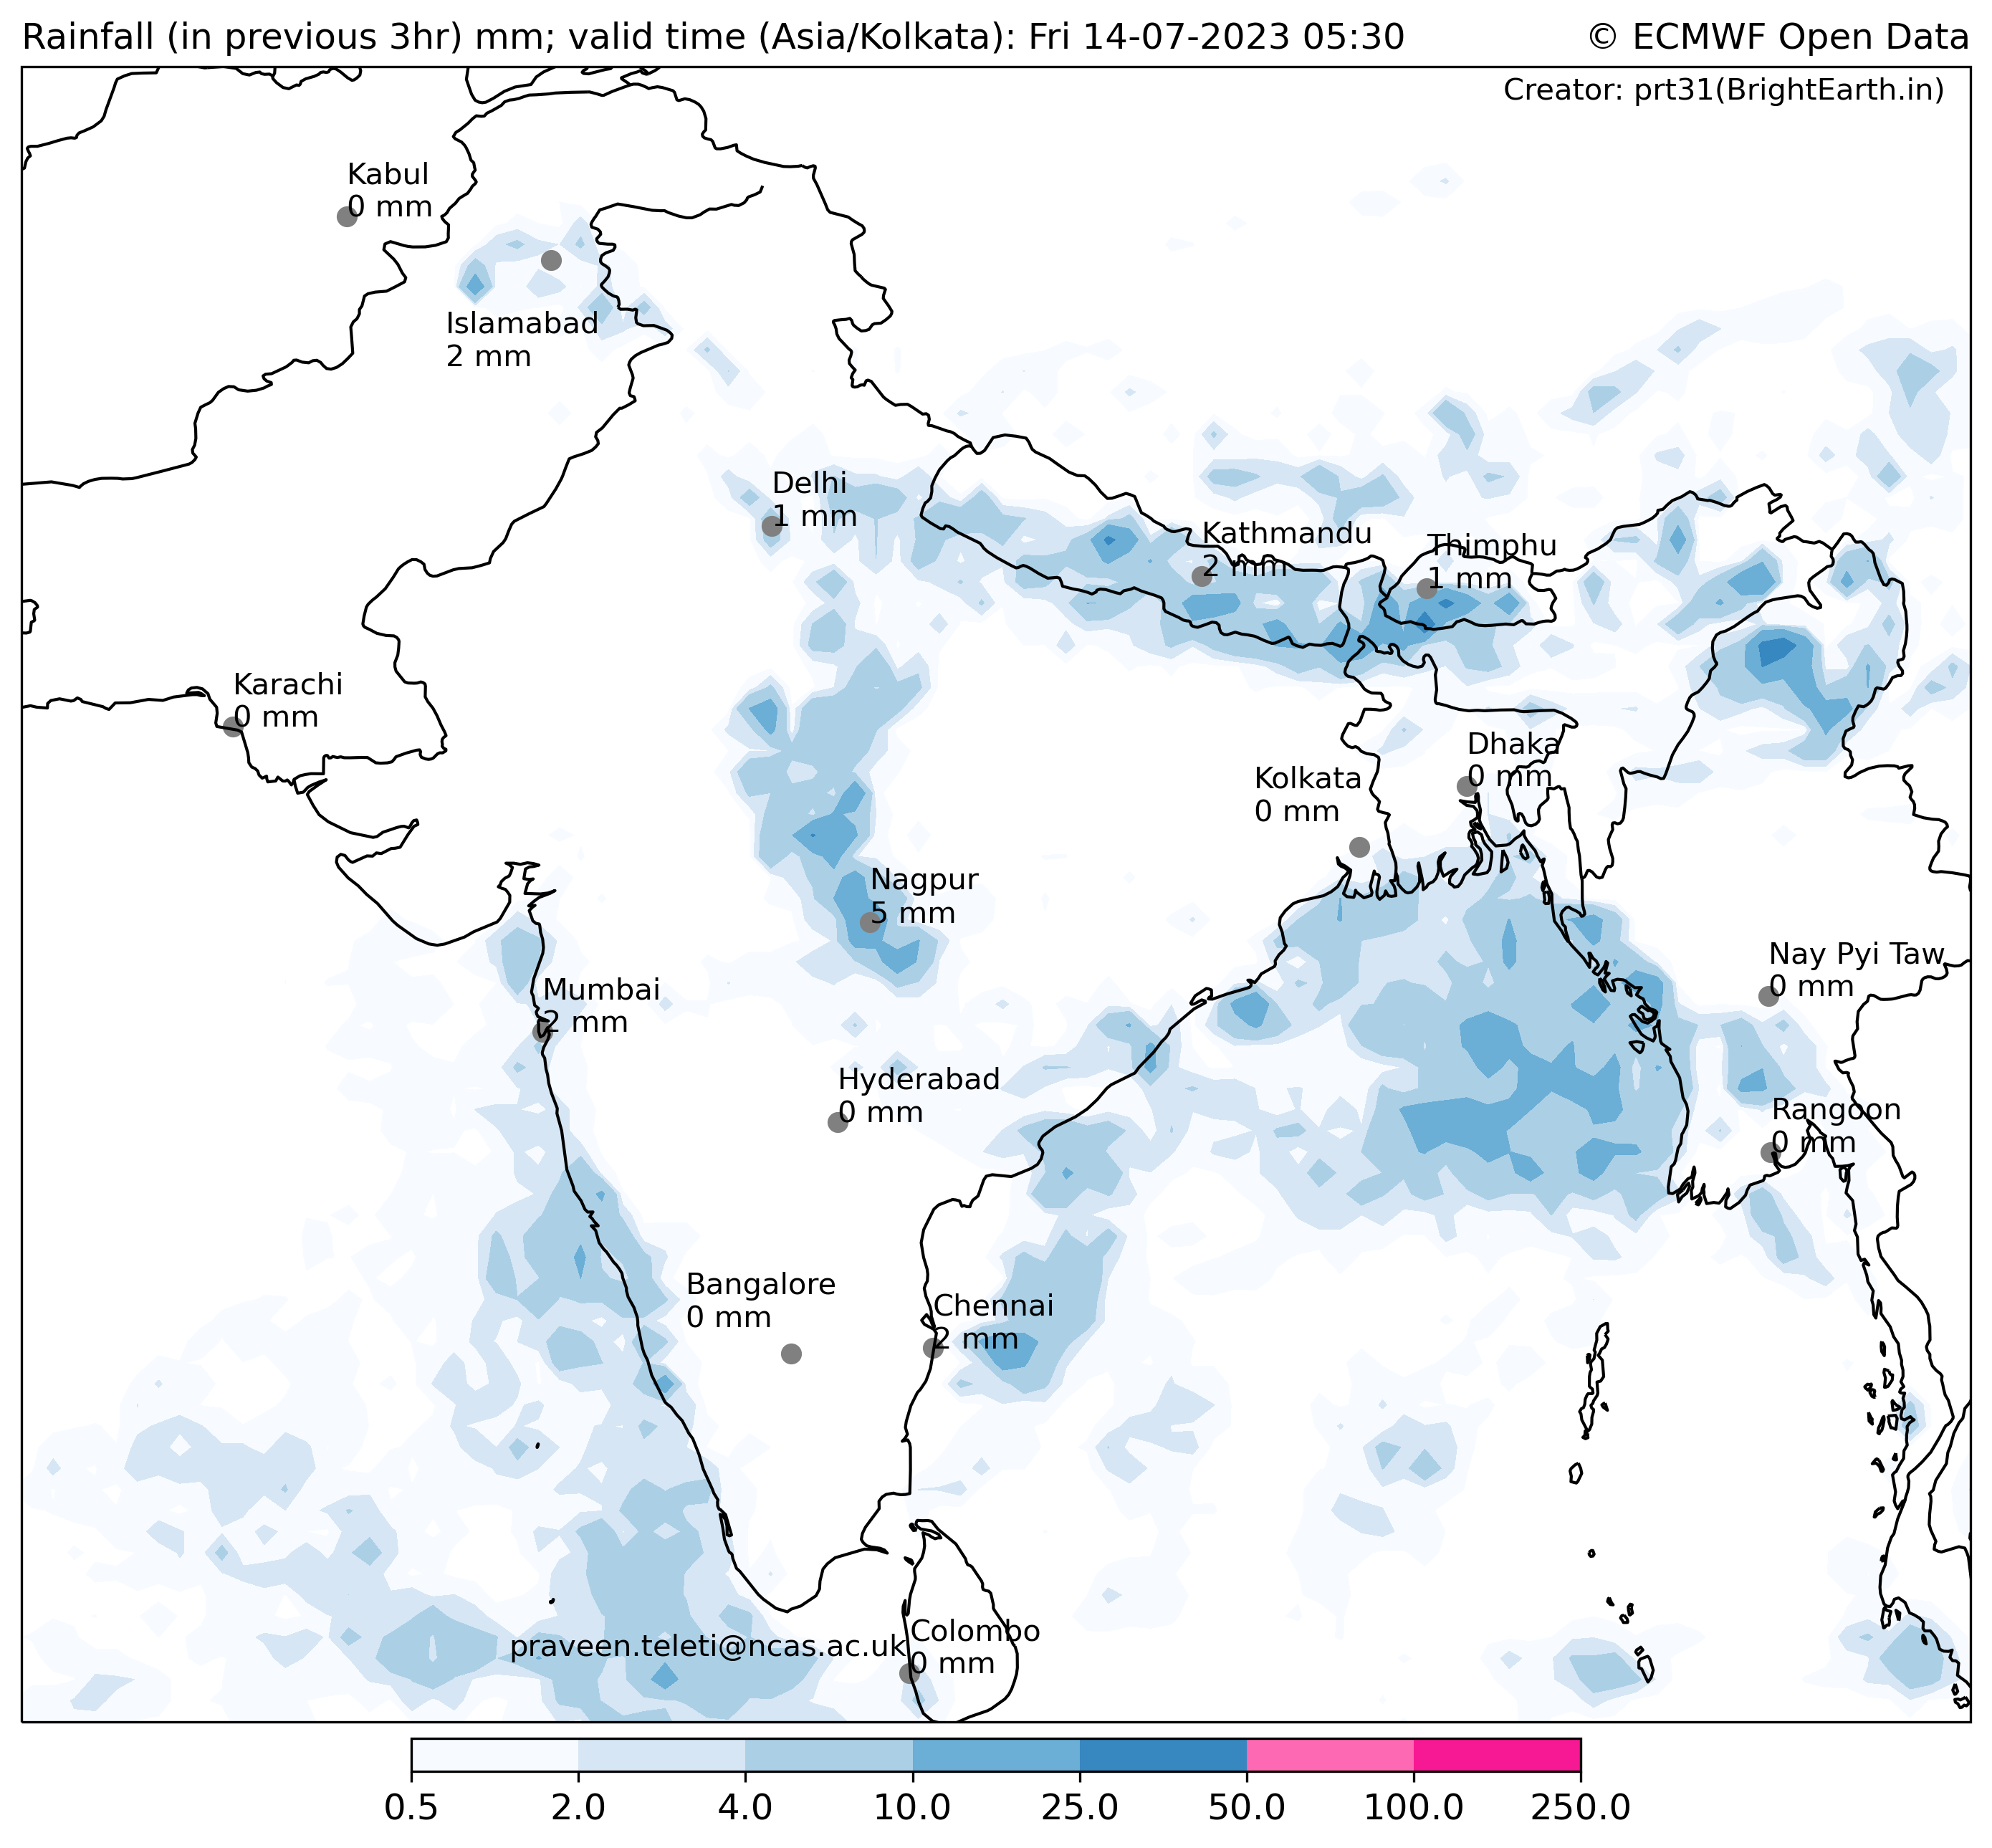 Rainfall (in previous 3hr) mm; valid time (Asia/Kolkata): Fri 14-07-2023 05:30
© ECMWF Open Data
Creator: prt31(BrightEarth.in)
Kabul
0 mm
Islamabad
2 mm
Delhi
1 mm
Kathmandu
2 mm
Thimphu
1 mm
Karachi
0 mm
Dhaka
0 mm
Kolkata
0 mm
Nagpur
5 mm
Nay Pyi Taw
0 mm
Mumbai
2 mm
Hyderabad
0 mm
Rangoon
0 mm
Bangalore
0 mm
Chennai
2 mm
Colombo
0 mm
praveen.teleti@ncas.ac.uk
0.5 2.0 4.0 10.0 25.0 50.0 100.0 250.0